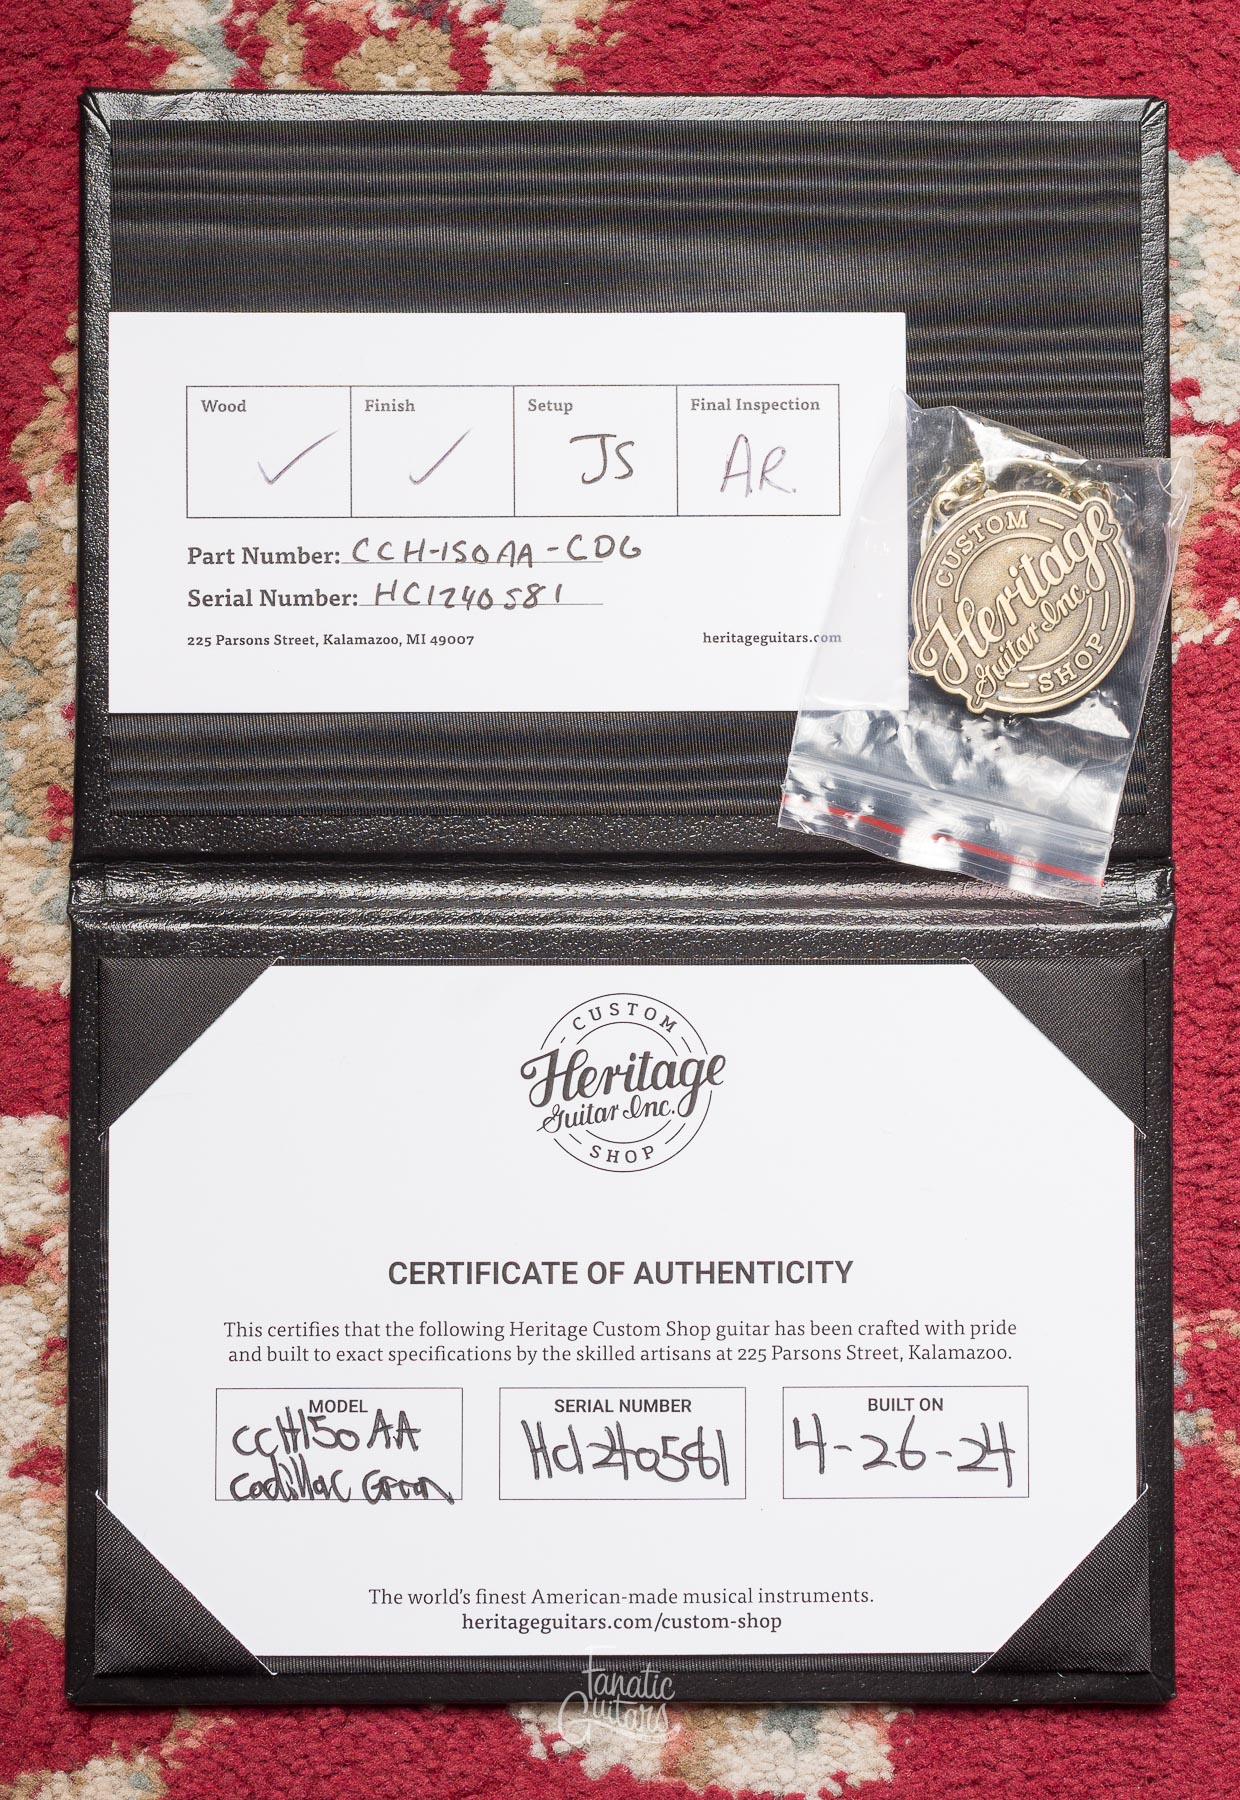 Wood Finish Setup Final Inspection
✓ ✓ JS A.R.
Part Number: CCH-150AA-CDG
Serial Number: HC1240581
225 Parsons Street, Kalamazoo, MI 49007 heritageguitars.com
CUSTOM
Heritage
Guitar Inc.
SHOP
CUSTOM
Heritage
Guitar Inc.
SHOP
CERTIFICATE OF AUTHENTICITY
This certifies that the following Heritage Custom Shop guitar has been crafted with pride
and built to exact specifications by the skilled artisans at 225 Parsons Street, Kalamazoo.
MODEL SERIAL NUMBER BUILT ON
CCH150 AA HC1240581 4-26-24
Cadillac Green
The world's finest American-made musical instruments.
heritageguitars.com/custom-shop
Fanatic
Guitars